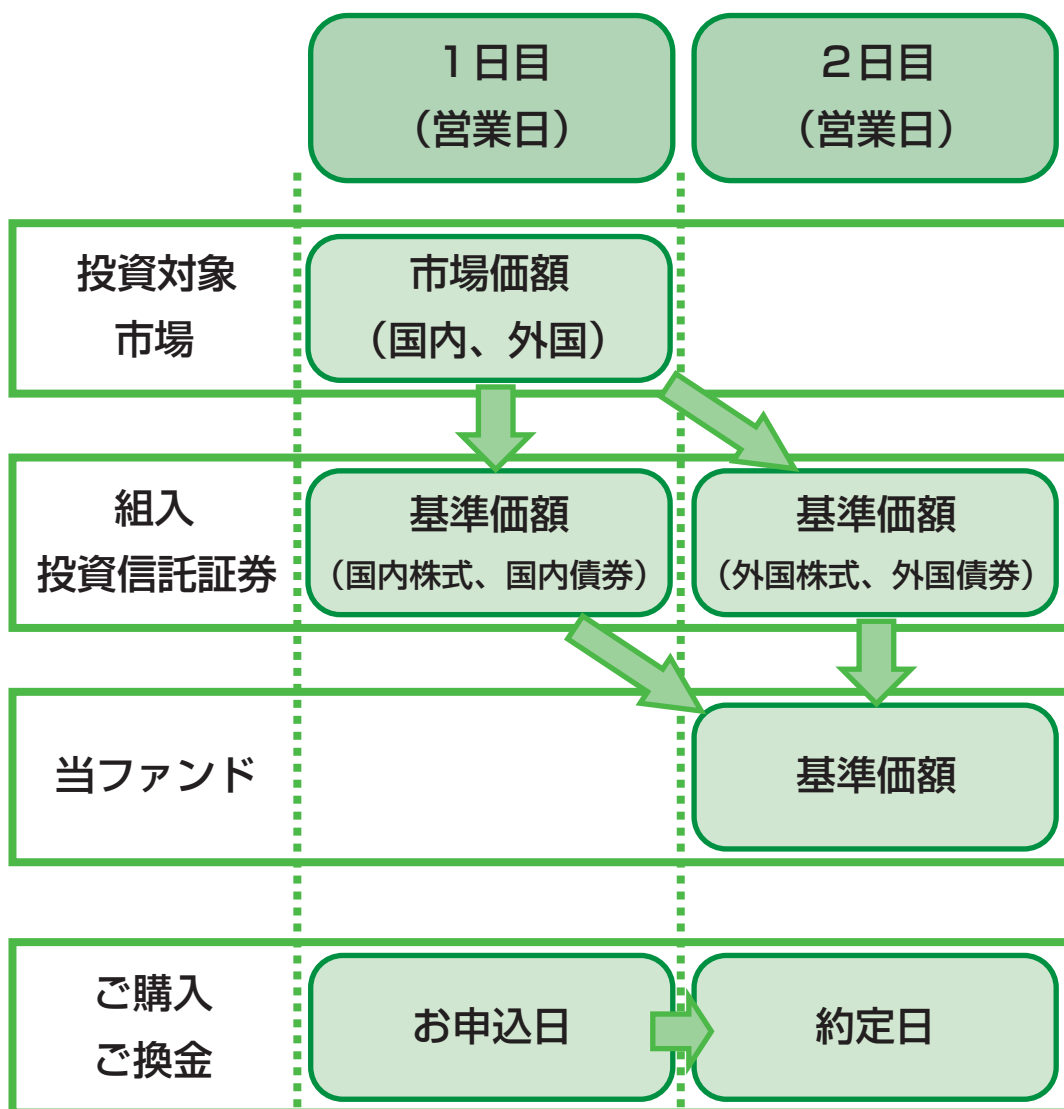 １日目
（営業日）
２日目
（営業日）
投資対象
市場
市場価額
（国内、外国）
組入
投資信託証券
基準価額
（国内株式、国内債券）
基準価額
（外国株式、外国債券）
当ファンド
基準価額
ご購入
ご換金
お申込日
約定日